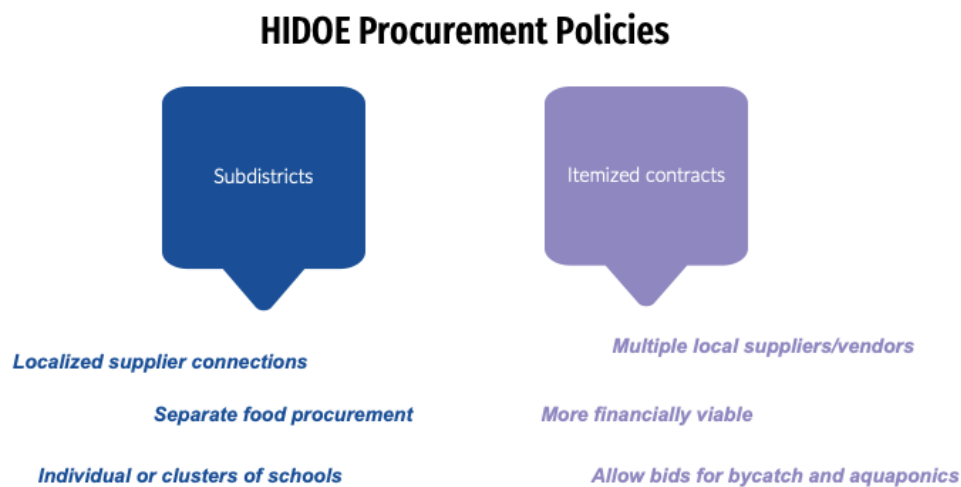 HIDOE Procurement Policies
Subdistricts
Itemized contracts
Localized supplier connections
Separate food procurement
Individual or clusters of schools
Multiple local suppliers/vendors
More financially viable
Allow bids for bycatch and aquaponics